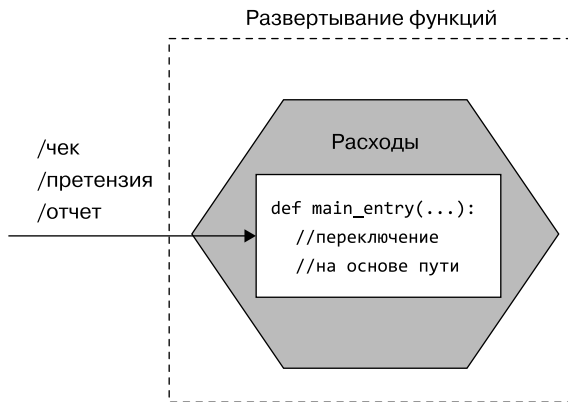 Развертывание функций
/чек
/претензия
/отчет
Расходы
def main_entry(...):
//переключение
//на основе пути